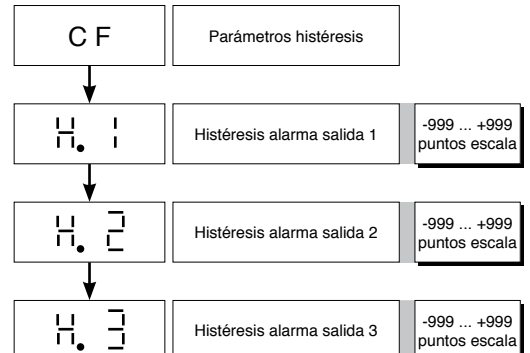 C F
Parámetros histéresis
H. 1
Histéresis alarma salida 1
-999 ... +999
puntos escala
H. 2
Histéresis alarma salida 2
-999 ... +999
puntos escala
H. 3
Histéresis alarma salida 3
-999 ... +999
puntos escala